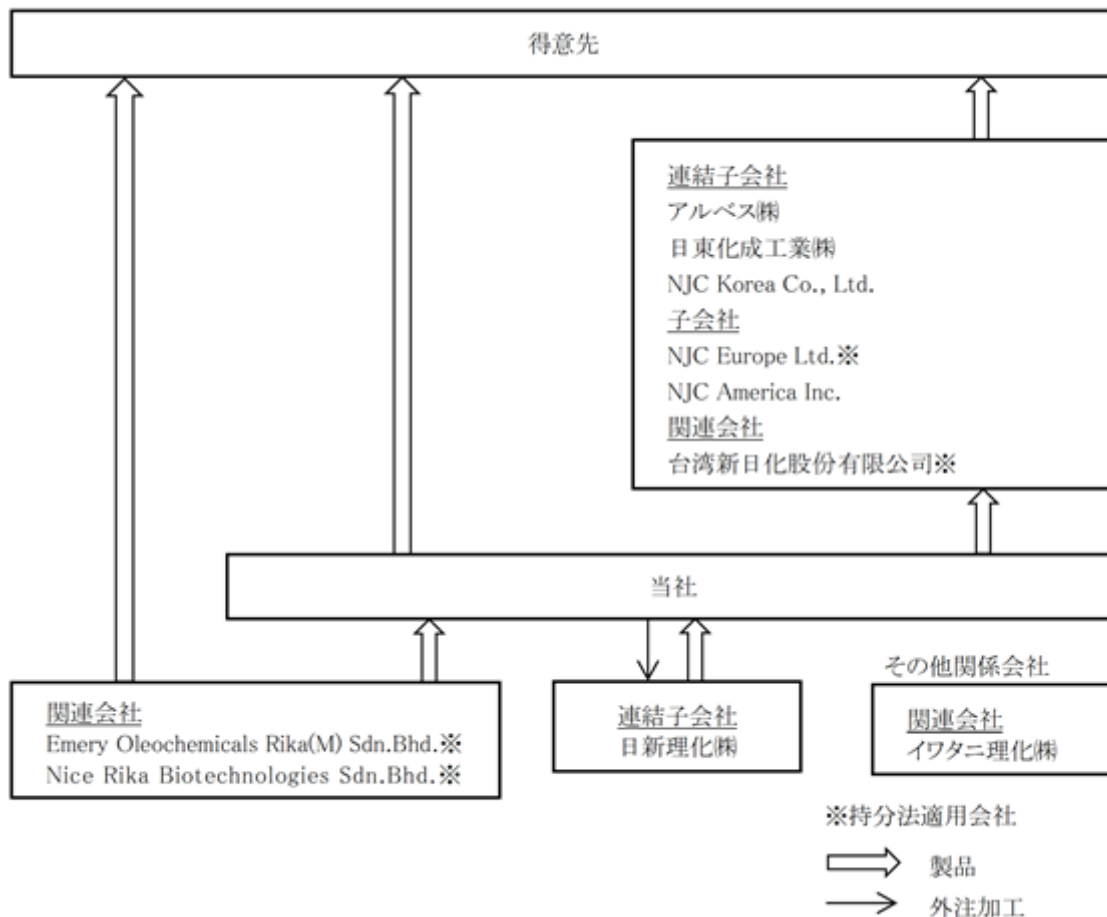 得意先
連結子会社
アルベス㈱
日東化成工業㈱
NJC Korea Co., Ltd.
子会社
NJC Europe Ltd.※
NJC America Inc.
関連会社
台湾新日化股份有限公司※
当社
関連会社
Emery Oleochemicals Rika(M) Sdn.Bhd.※
Nice Rika Biotechnologies Sdn.Bhd.※
連結子会社
日新理化㈱
その他関係会社
関連会社
イワタニ理化㈱
※持分法適用会社
製品
外注加工